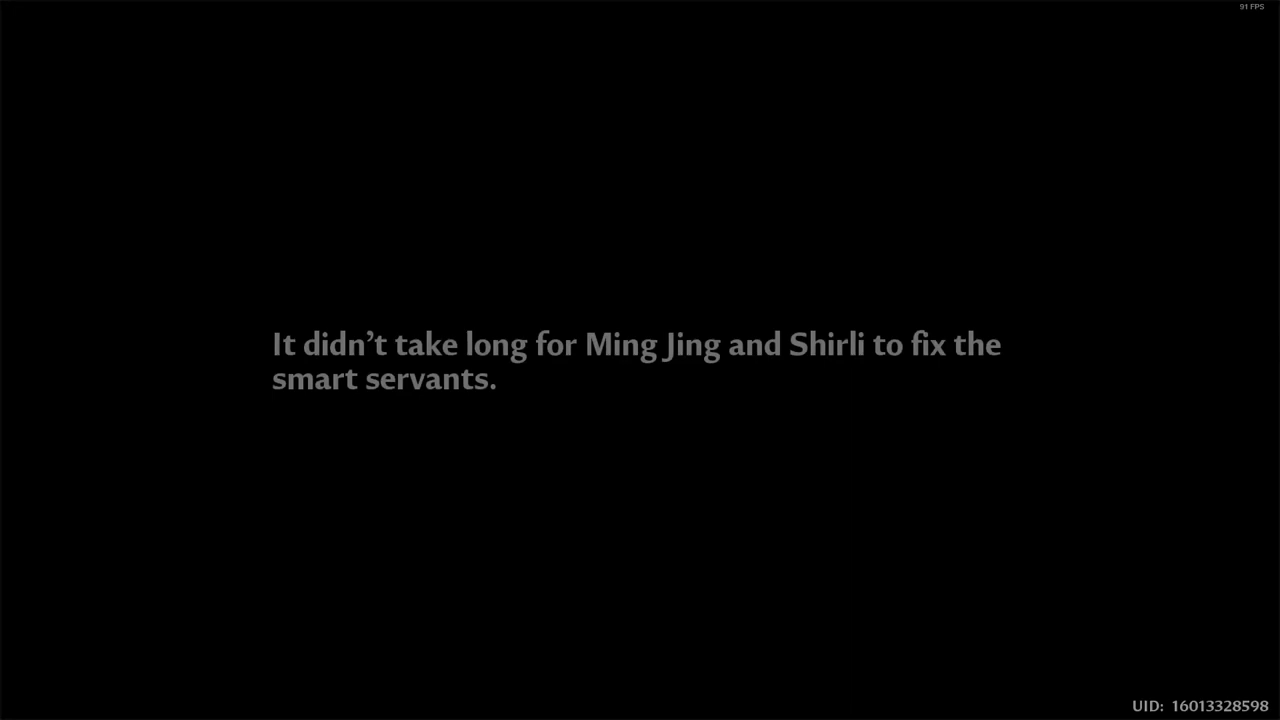 91 FPS
It didn’t take long for Ming Jing and Shirli to fix the
smart servants.
UID: 16013328598